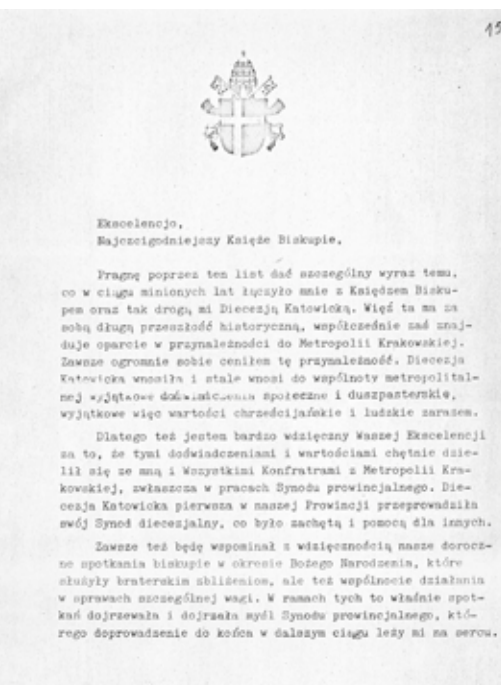 15
Ekscelencjo,
Najczcigodniejszy Księże Biskupie,
Pragnę poprzez ten list dać szczególny wyraz temu,
co w ciągu minionych lat łączyło mnie z Księdzem Bisku-
pem oraz tak drogą mi Diecezją Katowicką. Więź ta ma za
sobą długą przeszłość historyczną, współcześnie zaś znaj-
duje oparcie w przynależności do Metropolii Krakowskiej.
Zawsze ogromnie sobie ceniłem tę przynależność. Diecezja
Katowicka wnosiła i stale wnosi do wspólnoty metropolital-
nej wyjątkowe doświadczenia społeczne i duszpasterskie,
wyjątkowe więc wartości chrześcijańskie i ludzkie zarazem.
Dlatego też jestem bardzo wdzięczny Waszej Ekscelencji
za to, że tymi doświadczeniami i wartościami chętnie dzie-
lił się ze mną i Wszystkimi Konfratrami z Metropolii Kra-
kowskiej, zwłaszcza w pracach Synodu prowincjalnego. Die-
cezja Katowicka pierwsza w naszej Prowincji przeprowadziła
swój Synod diecezjalny, co było zachętą i pomocą dla innych.
Zawsze też będę wspominał z wdzięcznością nasze dorocz-
ne spotkania biskupie w okresie Bożego Narodzenia, które
służyły braterskim zbliżeniom, ale też wspólnocie działania
w sprawach szczególnej wagi. W ramach tych to właśnie spot-
kań dojrzewała i dojrzała myśl Synodu prowincjalnego, któ-
rego doprowadzenie do końca w dalszym ciągu leży mi na sercu.